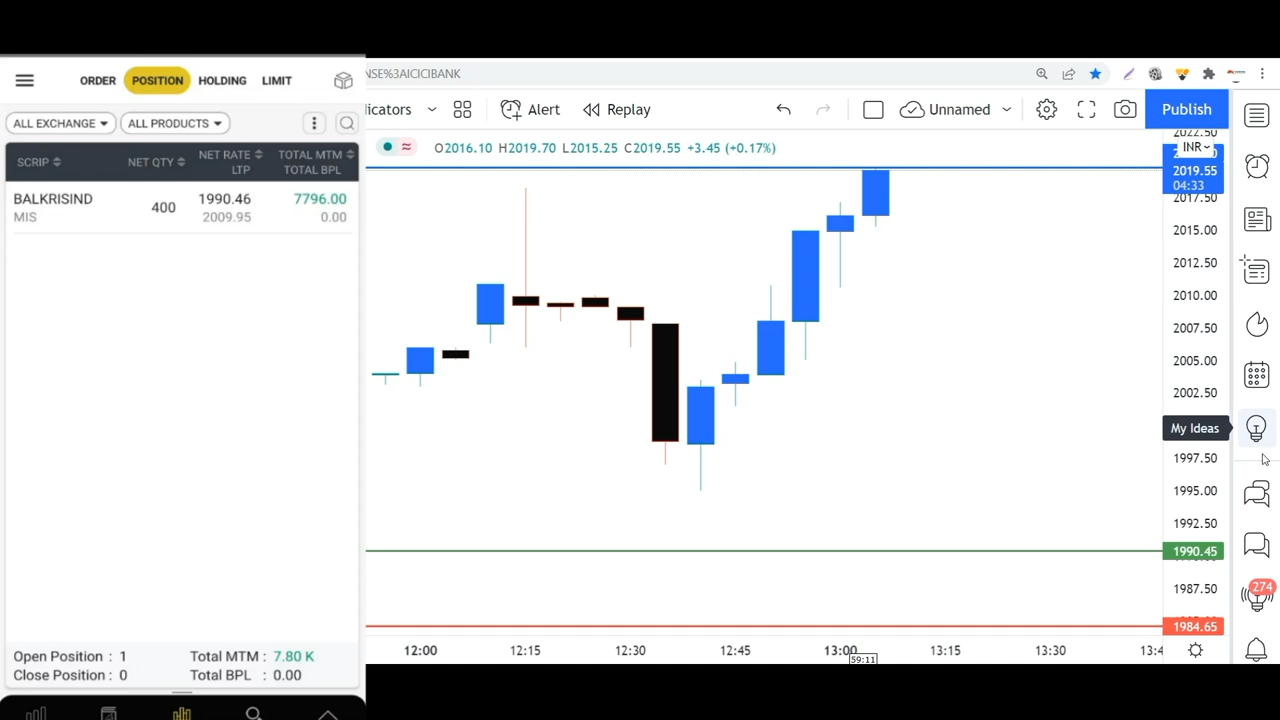 ORDER POSITION HOLDING LIMIT
ALL EXCHANGE ALL PRODUCTS
SCRIP NET QTY NET RATE LTP TOTAL MTM TOTAL BPL
BALKRISIND 400 1990.46 7796.00
MIS 2009.95 0.00
Open Position : 1 Total MTM : 7.80 K
Close Position : 0 Total BPL : 0.00
NSE%3AICICIBANK
dicators Alert Replay Unnamed Publish
O2016.10 H2019.70 L2015.25 C2019.55 +3.45 (+0.17%)
2022.50
INR
2019.55
04:33
2017.50
2015.00
2012.50
2010.00
2007.50
2005.00
2002.50
My Ideas
1997.50
1995.00
1992.50
1990.45
1987.50
274
1984.65
12:00 12:15 12:30 12:45 13:00 13:15 13:30 13:4
59:11